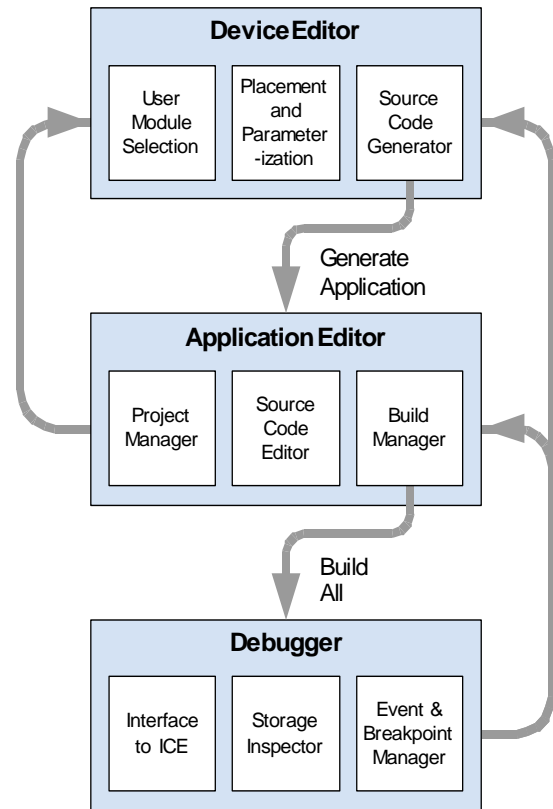 Device Editor
User
Module
Selection
Placement
and
Parameter
-ization
Source
Code
Generator
Generate
Application
Application Editor
Project
Manager
Source
Code
Editor
Build
Manager
Build
All
Debugger
Interface
to ICE
Storage
Inspector
Event &
Breakpoint
Manager